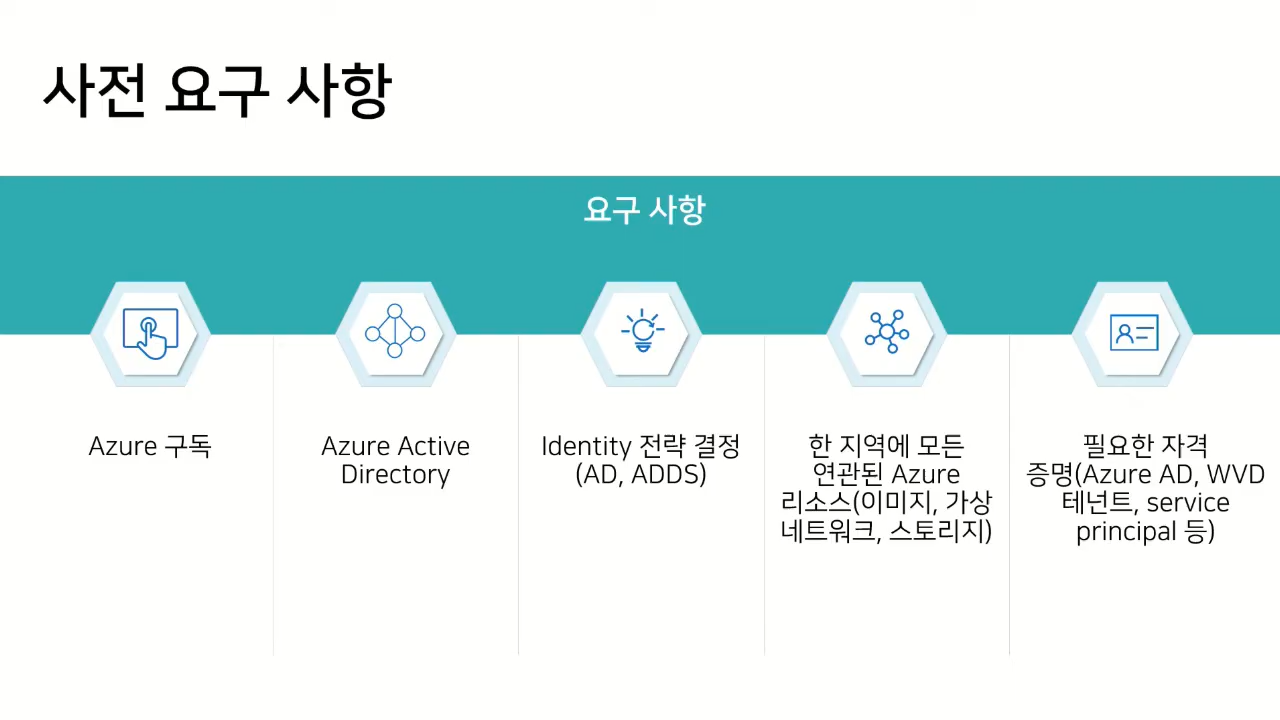 사전 요구 사항
요구 사항
Azure 구독
Azure Active
Directory
Identity 전략 결정
(AD, ADDS)
한 지역에 모든
연관된 Azure
리소스(이미지, 가상
네트워크, 스토리지)
필요한 자격
증명(Azure AD, WVD
테넌트, service
principal 등)